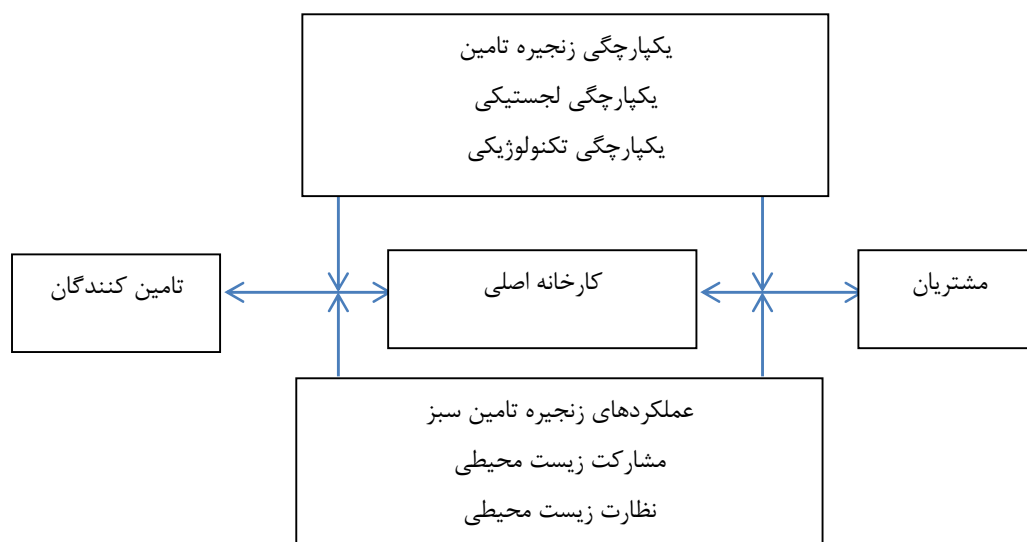 یکپارچگی زنجیره تامین
یکپارچگی لجستیکی
یکپارچگی تکنولوژیکی
مشتریان
کارخانه اصلی
تامین کنندگان
عملکردهای زنجیره تامین سبز
مشارکت زیست محیطی
نظارت زیست محیطی